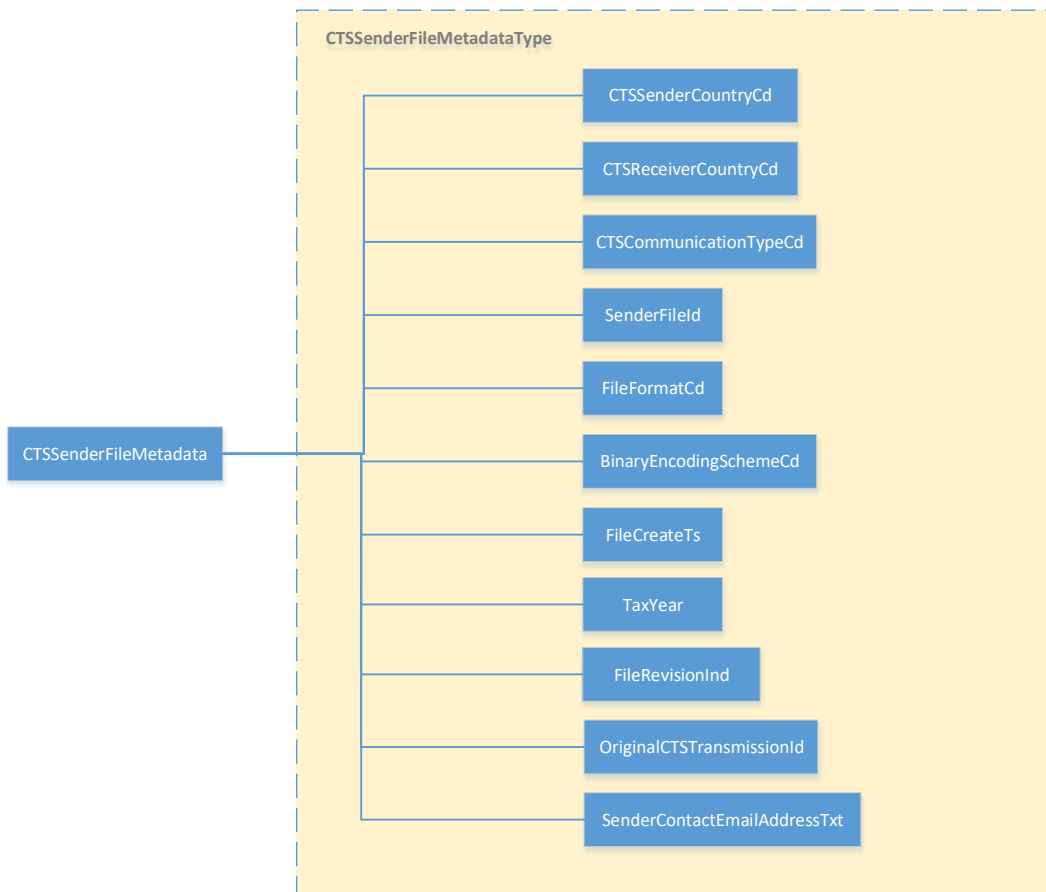 CTSSenderFileMetadataType
CTSSenderCountryCd
CTSReceiverCountryCd
CTSCommunicationTypeCd
SenderFileId
FileFormatCd
CTSSenderFileMetadata
BinaryEncodingSchemeCd
FileCreateTs
TaxYear
FileRevisionInd
OriginalCTSTransmissionId
SenderContactEmailAddressTxt